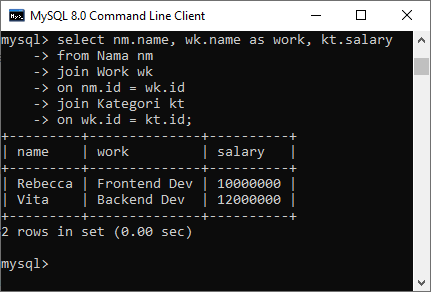 MySQL 8.0 Command Line Client
mysql> select nm.name, wk.name as work, kt.salary
    -> from Nama nm
    -> join Work wk
    -> on nm.id = wk.id
    -> join Kategori kt
    -> on wk.id = kt.id;
+---------+--------------+----------+
| name    | work         | salary   |
+---------+--------------+----------+
| Rebecca | Frontend Dev | 10000000 |
| Vita    | Backend Dev  | 12000000 |
+---------+--------------+----------+
2 rows in set (0.00 sec)
mysql>